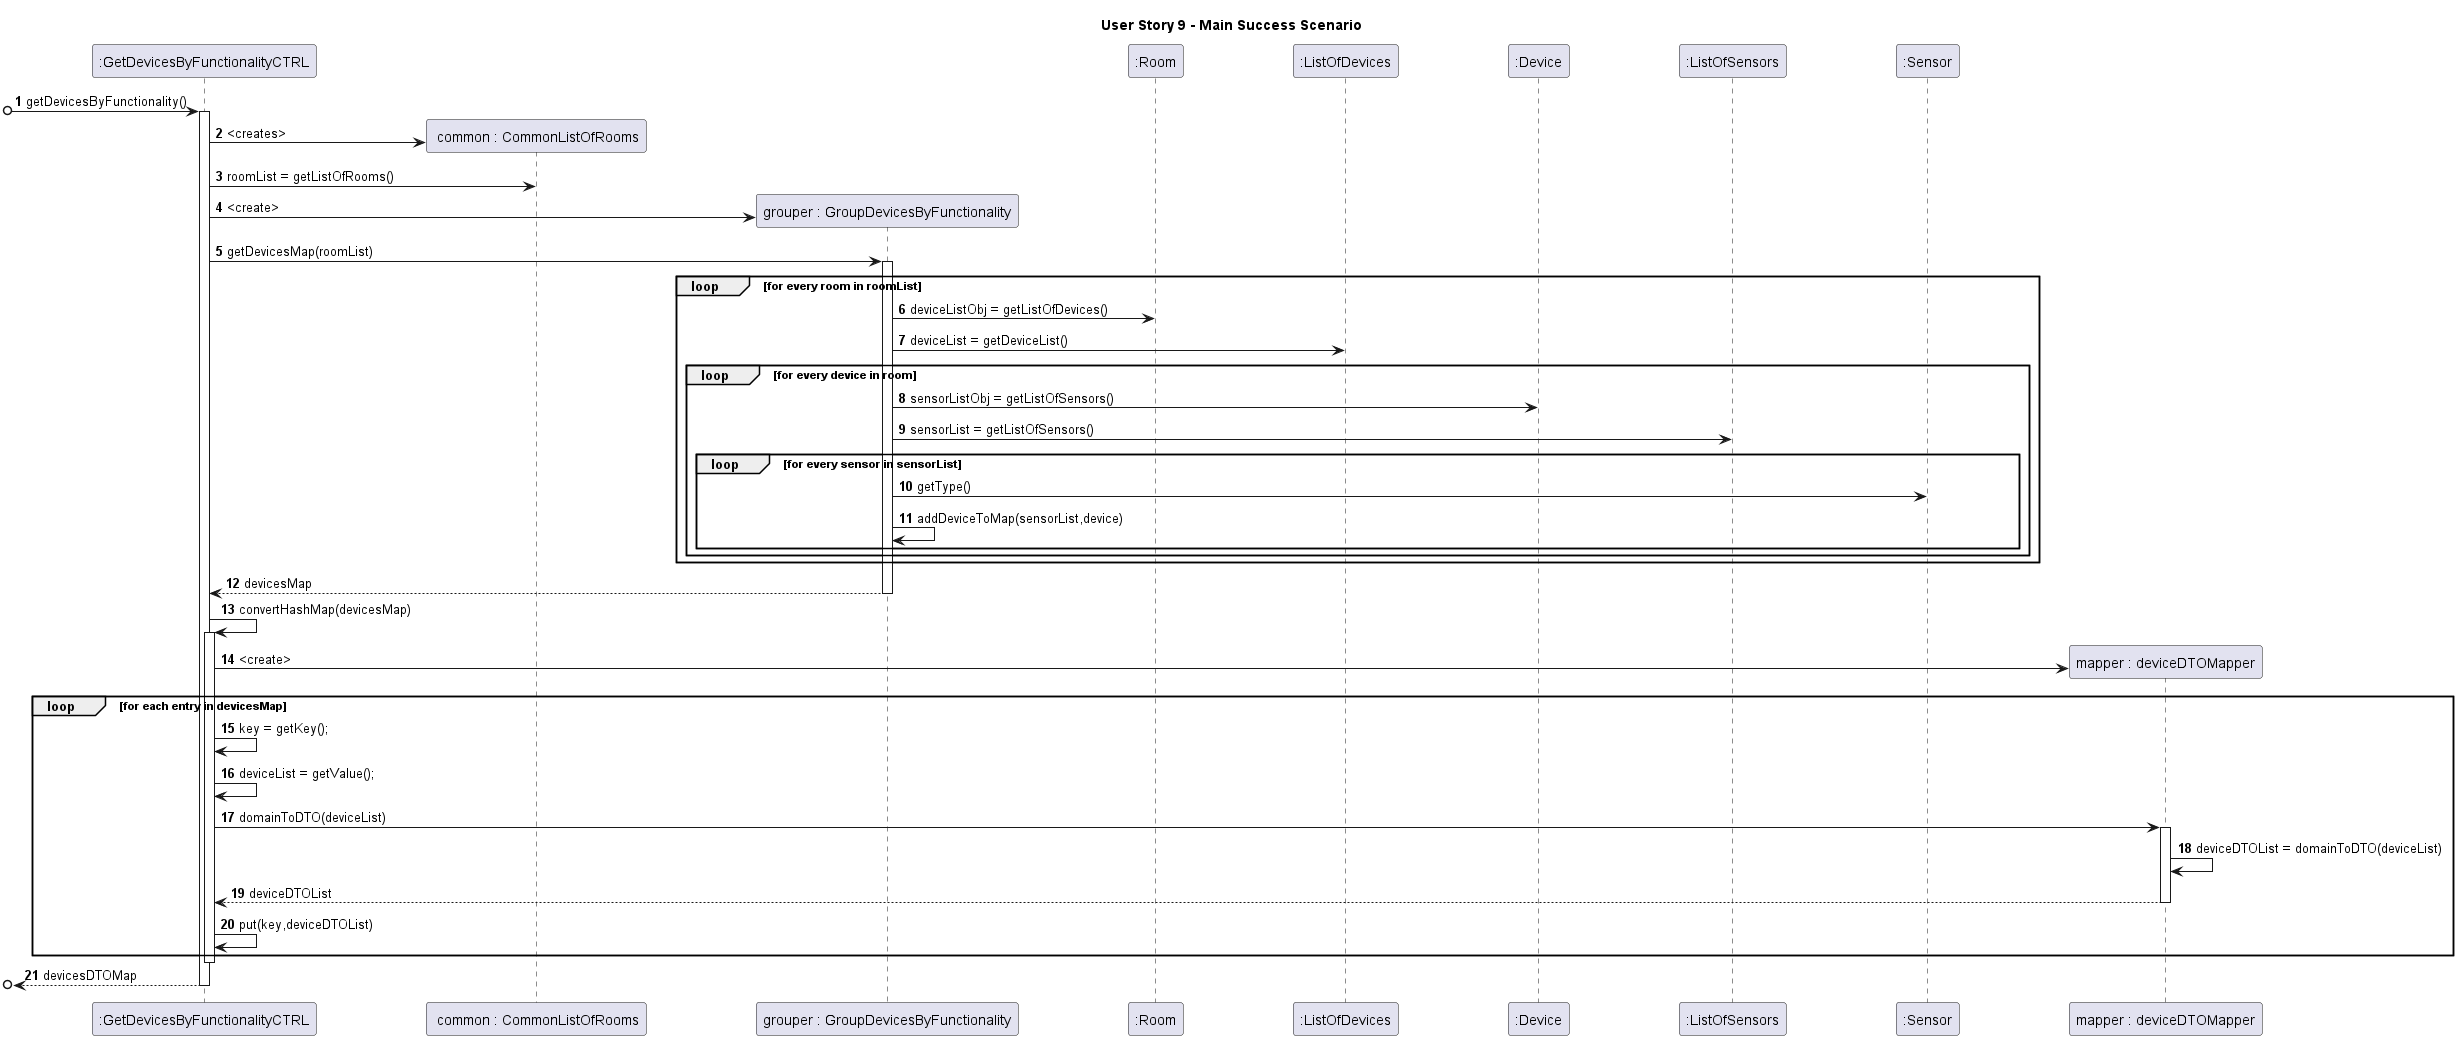 User Story 9 - Main Success Scenario
:GetDevicesByFunctionalityCTRL
:Room
:ListOfDevices
:Device
:ListOfSensors
:Sensor
1 getDevicesByFunctionality()
2 <creates>
common : CommonListOfRooms
3 roomList = getListOfRooms()
4 <create>
grouper : GroupDevicesByFunctionality
5 getDevicesMap(roomList)
loop [for every room in roomList]
6 deviceListObj = getListOfDevices()
7 deviceList = getDeviceList()
loop [for every device in room]
8 sensorListObj = getListOfSensors()
9 sensorList = getListOfSensors()
loop [for every sensor in sensorList]
10 getType()
11 addDeviceToMap(sensorList,device)
12 devicesMap
13 convertHashMap(devicesMap)
14 <create>
mapper : deviceDTOMapper
loop [for each entry in devicesMap]
15 key = getKey();
16 deviceList = getValue();
17 domainToDTO(deviceList)
18 deviceDTOList = domainToDTO(deviceList)
19 deviceDTOList
20 put(key,deviceDTOList)
21 devicesDTOMap
:GetDevicesByFunctionalityCTRL
common : CommonListOfRooms
grouper : GroupDevicesByFunctionality
:Room
:ListOfDevices
:Device
:ListOfSensors
:Sensor
mapper : deviceDTOMapper